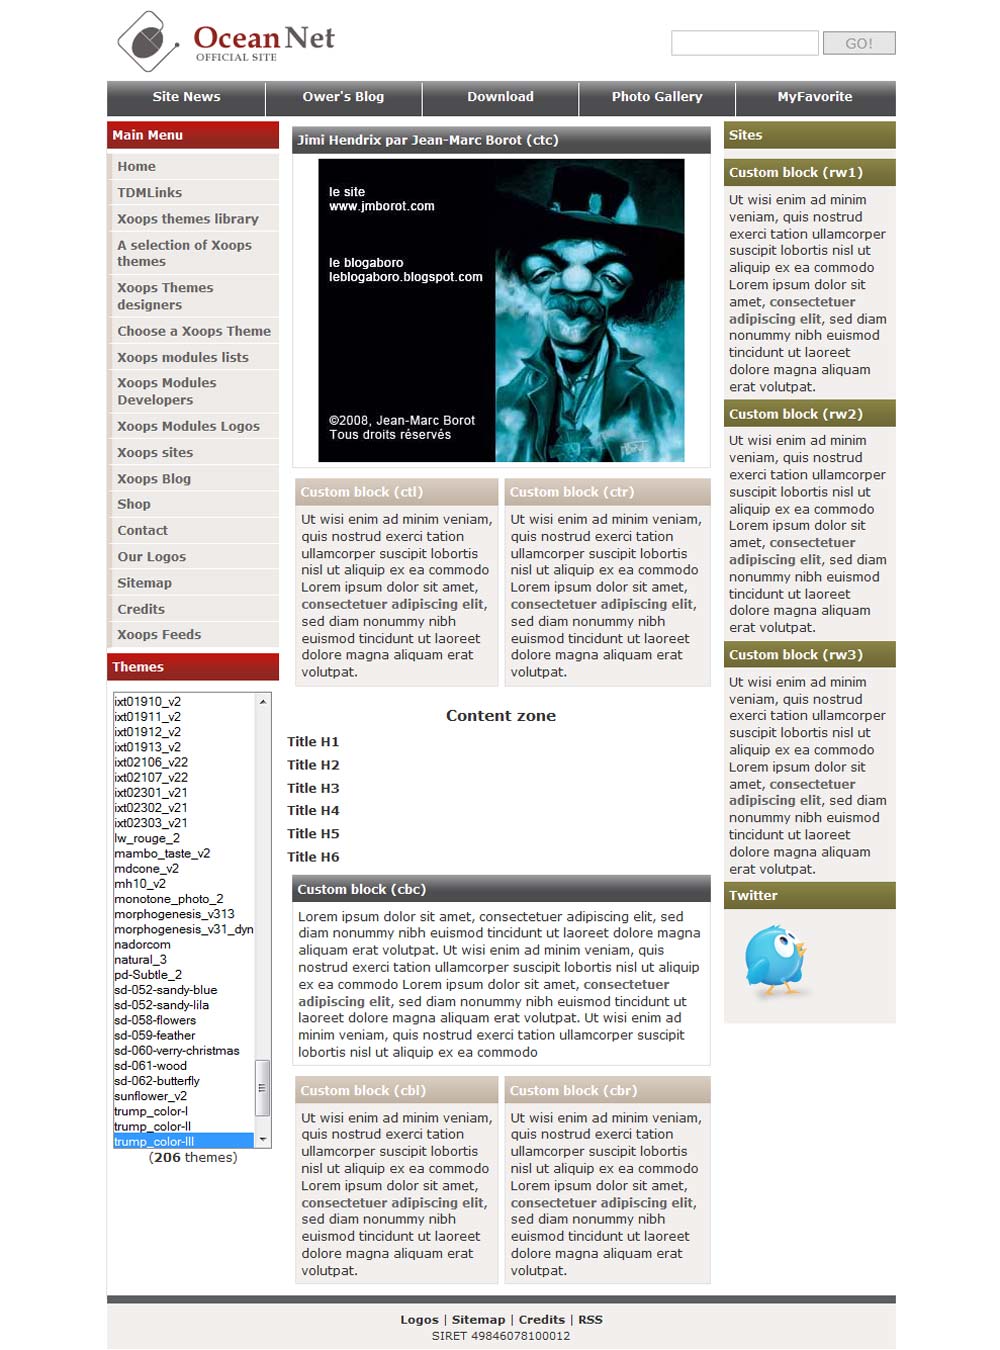 Ocean Net
OFFICIAL SITE
GO!
Site News
Ower's Blog
Download
Photo Gallery
MyFavorite
Main Menu
Home
TDMLinks
Xoops themes library
A selection of Xoops
themes
Xoops Themes
designers
Choose a Xoops Theme
Xoops modules lists
Xoops Modules
Developers
Xoops Modules Logos
Xoops sites
Xoops Blog
Shop
Contact
Our Logos
Sitemap
Credits
Xoops Feeds
Themes
ixt01910_v2
ixt01911_v2
ixt01912_v2
ixt01913_v2
ixt02106_v22
ixt02107_v22
ixt02301_v21
ixt02302_v21
ixt02303_v21
lw_rouge_2
mambo_taste_v2
mdcone_v2
mh10_v2
monotone_photo_2
morphogenesis_v313
morphogenesis_v31_dyn
nadorcom
natural_3
pd-Subtle_2
sd-052-sandy-blue
sd-052-sandy-lila
sd-058-flowers
sd-059-feather
sd-060-verry-christmas
sd-061-wood
sd-062-butterfly
sunflower_v2
trump_color-I
trump_color-II
trump_color-III
(206 themes)
Jimi Hendrix par Jean-Marc Borot (ctc)
le site
www.jmborot.com
le blogaboro
leblogaboro.blogspot.com
©2008, Jean-Marc Borot
Tous droits réservés
Custom block (ctl)
Ut wisi enim ad minim veniam,
quis nostrud exerci tation
ullamcorper suscipit lobortis
nisl ut aliquip ex ea commodo
Lorem ipsum dolor sit amet,
consectetuer adipiscing elit,
sed diam nonummy nibh
euismod tincidunt ut laoreet
dolore magna aliquam erat
volutpat.
Custom block (ctr)
Ut wisi enim ad minim veniam,
quis nostrud exerci tation
ullamcorper suscipit lobortis
nisl ut aliquip ex ea commodo
Lorem ipsum dolor sit amet,
consectetuer adipiscing elit,
sed diam nonummy nibh
euismod tincidunt ut laoreet
dolore magna aliquam erat
volutpat.
Content zone
Title H1
Title H2
Title H3
Title H4
Title H5
Title H6
Custom block (cbc)
Lorem ipsum dolor sit amet, consectetuer adipiscing elit, sed
diam nonummy nibh euismod tincidunt ut laoreet dolore magna
aliquam erat volutpat. Ut wisi enim ad minim veniam, quis
nostrud exerci tation ullamcorper suscipit lobortis nisl ut aliquip
ex ea commodo Lorem ipsum dolor sit amet, consectetuer
adipiscing elit, sed diam nonummy nibh euismod tincidunt ut
laoreet dolore magna aliquam erat volutpat. Ut wisi enim ad
minim veniam, quis nostrud exerci tation ullamcorper suscipit
lobortis nisl ut aliquip ex ea commodo
Custom block (cbl)
Ut wisi enim ad minim veniam,
quis nostrud exerci tation
ullamcorper suscipit lobortis
nisl ut aliquip ex ea commodo
Lorem ipsum dolor sit amet,
consectetuer adipiscing elit,
sed diam nonummy nibh
euismod tincidunt ut laoreet
dolore magna aliquam erat
volutpat.
Custom block (cbr)
Ut wisi enim ad minim veniam,
quis nostrud exerci tation
ullamcorper suscipit lobortis
nisl ut aliquip ex ea commodo
Lorem ipsum dolor sit amet,
consectetuer adipiscing elit,
sed diam nonummy nibh
euismod tincidunt ut laoreet
dolore magna aliquam erat
volutpat.
Sites
Custom block (rw1)
Ut wisi enim ad minim
veniam, quis nostrud
exerci tation ullamcorper
suscipit lobortis nisl ut
aliquip ex ea commodo
Lorem ipsum dolor sit
amet, consectetuer
adipiscing elit, sed diam
nonummy nibh euismod
tincidunt ut laoreet
dolore magna aliquam
erat volutpat.
Custom block (rw2)
Ut wisi enim ad minim
veniam, quis nostrud
exerci tation ullamcorper
suscipit lobortis nisl ut
aliquip ex ea commodo
Lorem ipsum dolor sit
amet, consectetuer
adipiscing elit, sed diam
nonummy nibh euismod
tincidunt ut laoreet
dolore magna aliquam
erat volutpat.
Custom block (rw3)
Ut wisi enim ad minim
veniam, quis nostrud
exerci tation ullamcorper
suscipit lobortis nisl ut
aliquip ex ea commodo
Lorem ipsum dolor sit
amet, consectetuer
adipiscing elit, sed diam
nonummy nibh euismod
tincidunt ut laoreet
dolore magna aliquam
erat volutpat.
Twitter
Logos | Sitemap | Credits | RSS
SIRET 49846078100012